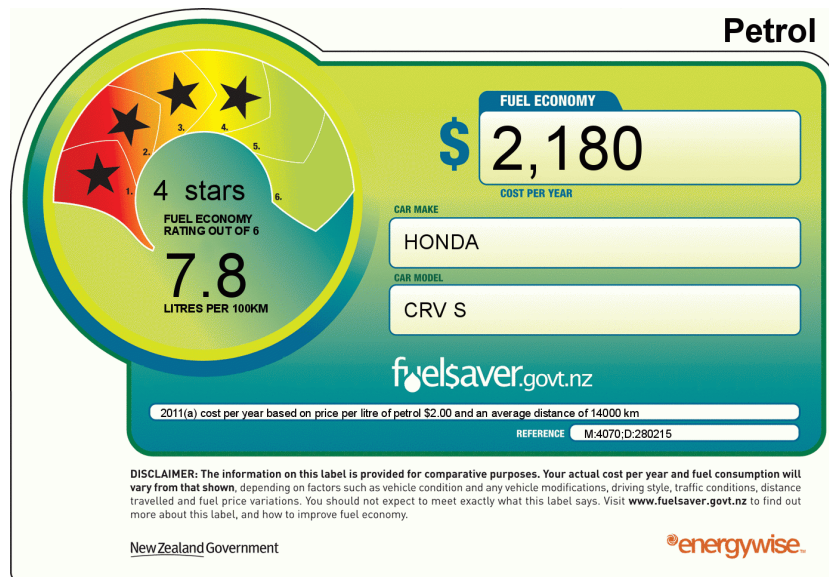 Petrol
FUEL ECONOMY
$ 2,180
COST PER YEAR
1.
2.
3.
4.
5.
6.
4 stars
FUEL ECONOMY
RATING OUT OF 6
7.8
LITRES PER 100KM
CAR MAKE
HONDA
CAR MODEL
CRV S
fuel$aver.govt.nz
2011(a) cost per year based on price per litre of petrol $2.00 and an average distance of 14000 km
REFERENCE M:4070;D:280215
DISCLAIMER: The information on this label is provided for comparative purposes. Your actual cost per year and fuel consumption will
vary from that shown, depending on factors such as vehicle condition and any vehicle modifications, driving style, traffic conditions, distance
travelled and fuel price variations. You should not expect to meet exactly what this label says. Visit www.fuelsaver.govt.nz to find out
more about this label, and how to improve fuel economy.
New Zealand Government
energywise™